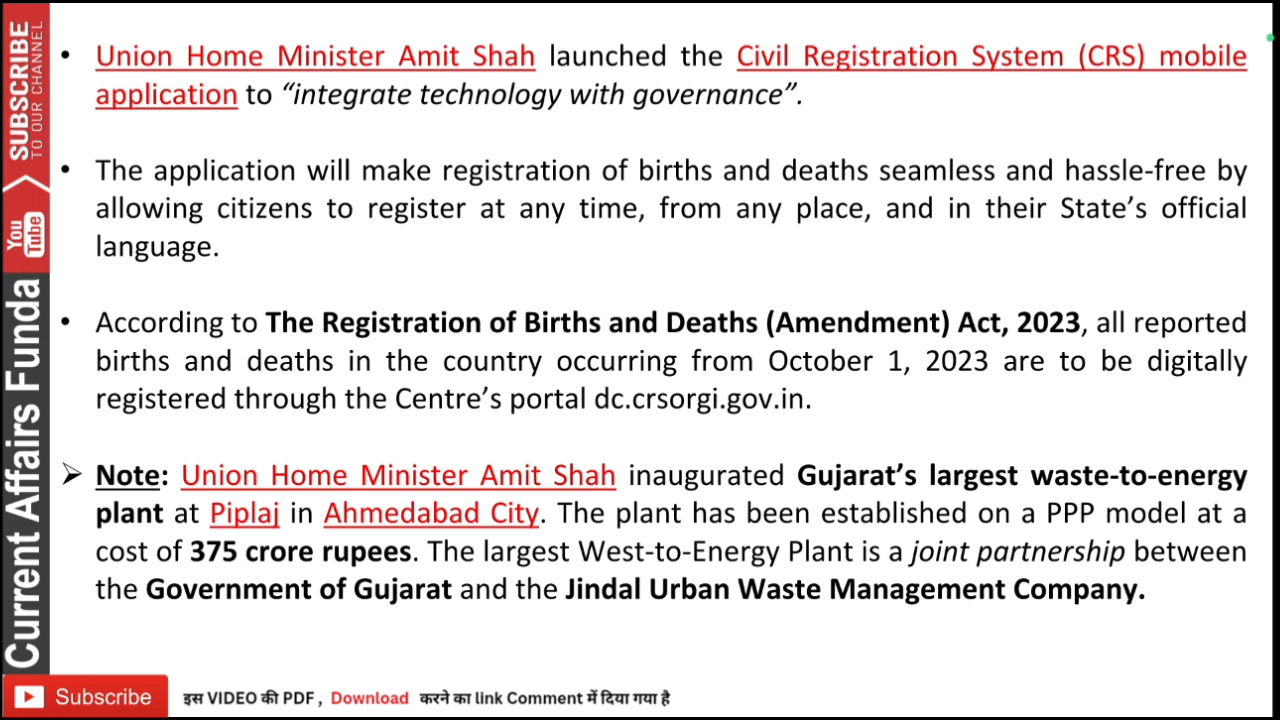 • Union Home Minister Amit Shah launched the Civil Registration System (CRS) mobile
application to “integrate technology with governance”.
• The application will make registration of births and deaths seamless and hassle-free by
allowing citizens to register at any time, from any place, and in their State’s official
language.
• According to The Registration of Births and Deaths (Amendment) Act, 2023, all reported
births and deaths in the country occurring from October 1, 2023 are to be digitally
registered through the Centre’s portal dc.crsorgi.gov.in.
➢ Note: Union Home Minister Amit Shah inaugurated Gujarat’s largest waste-to-energy
plant at Piplaj in Ahmedabad City. The plant has been established on a PPP model at a
cost of 375 crore rupees. The largest West-to-Energy Plant is a joint partnership between
the Government of Gujarat and the Jindal Urban Waste Management Company.
SUBSCRIBE
TO OUR CHANNEL
You
Tube
Current Affairs Funda
Subscribe
इस VIDEO की PDF , Download करने का link Comment में दिया गया है